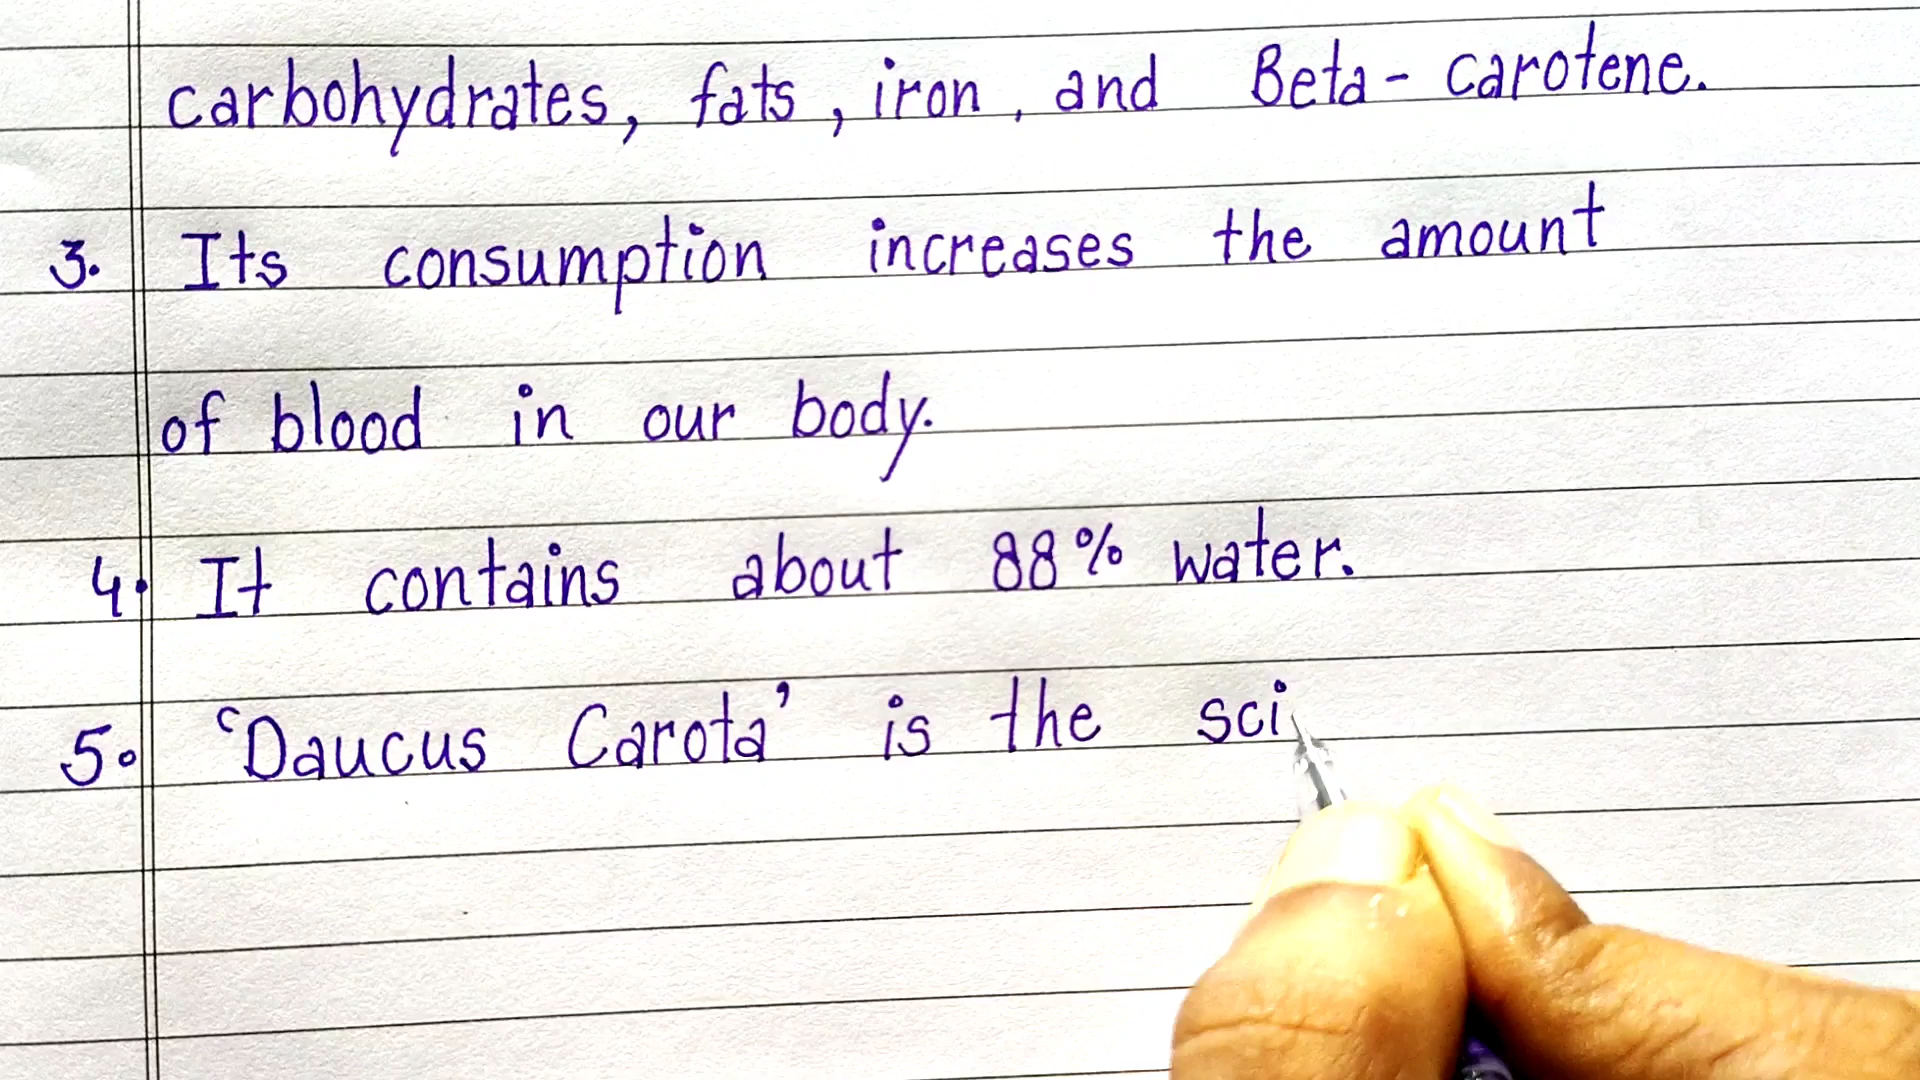 carbohydrates, fats, iron, and Beta-carotene.
3. Its consumption increases the amount
of blood in our body.
4. It contains about 88% water.
5. 'Daucus Carota' is the sci